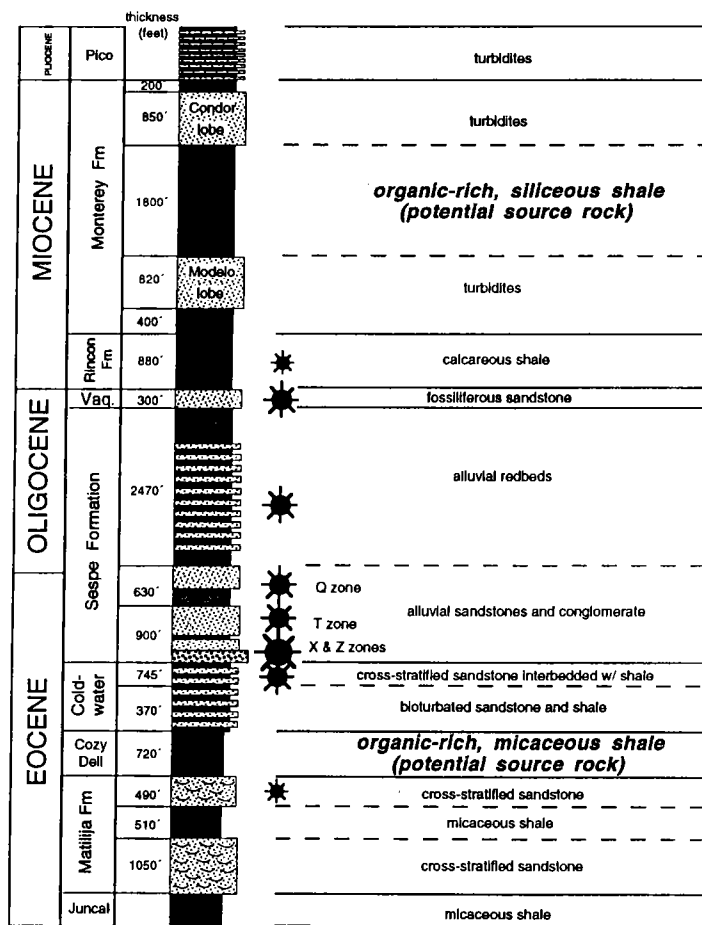 thickness
(feet)
PLIOCENE
Pico
turbidites
MIOCENE
Monterey Fm
200´
850´
Condor
lobe
turbidites
1800´
organic-rich, siliceous shale
(potential source rock)
820´
Modelo
lobe
turbidites
400´
Rincon
Fm
880´
calcareous shale
OLIGOCENE
Vaq.
300´
fossiliferous sandstone
Sespe Formation
2470´
alluvial redbeds
EOCENE
630´
Q zone
alluvial sandstones and conglomerate
900´
T zone
X & Z zones
Cold-
water
745´
cross-stratified sandstone interbedded w/ shale
370´
bioturbated sandstone and shale
Cozy
Dell
720´
organic-rich, micaceous shale
(potential source rock)
Matilija Fm
490´
cross-stratified sandstone
510´
micaceous shale
1050´
cross-stratified sandstone
Juncal
micaceous shale